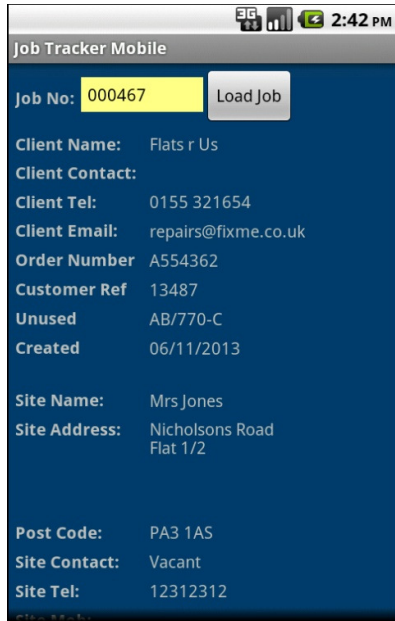 3G 2:42 PM
Job Tracker Mobile
Job No: 000467 Load Job
Client Name: Flats r Us
Client Contact:
Client Tel: 0155 321654
Client Email: repairs@fixme.co.uk
Order Number A554362
Customer Ref 13487
Unused AB/770-C
Created 06/11/2013
Site Name: Mrs Jones
Site Address: Nicholsons Road
Flat 1/2
Post Code: PA3 1AS
Site Contact: Vacant
Site Tel: 12312312
Site Mob: